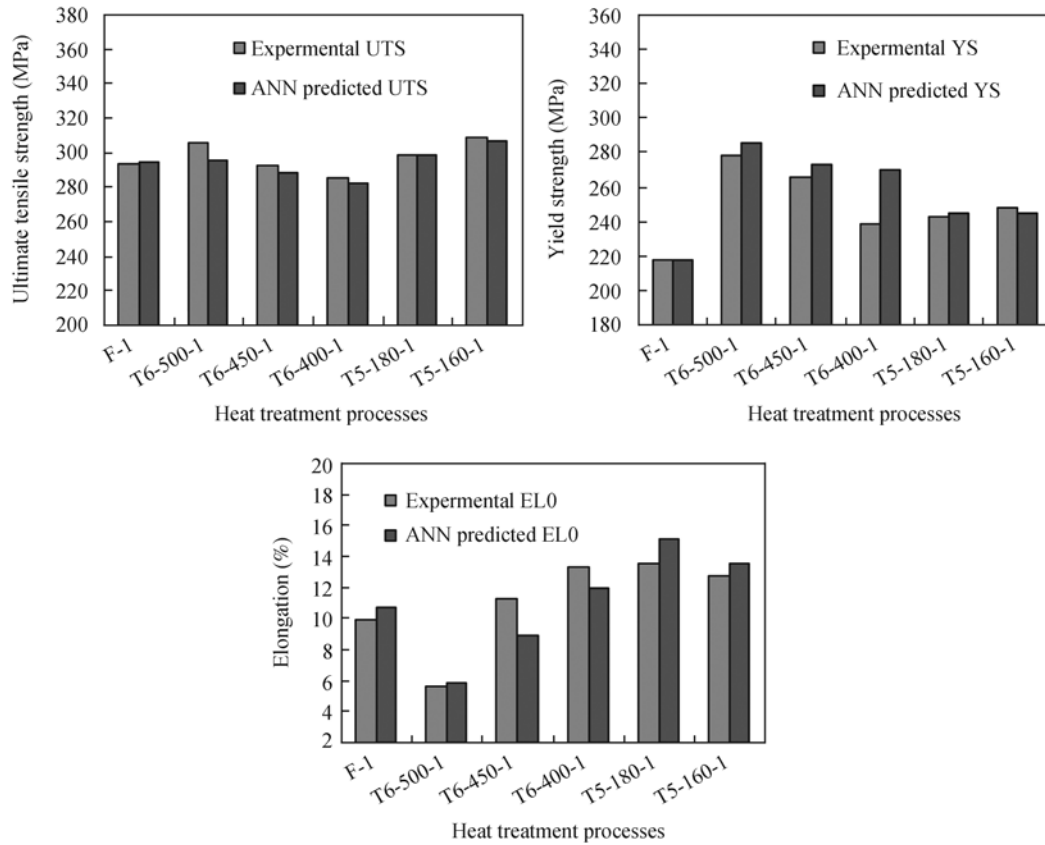 Ultimate tensile strength (MPa)
380
360
340
320
300
280
260
240
220
200
Expermental UTS
ANN predicted UTS
F-1
T6-500-1
T6-450-1
T6-400-1
T5-180-1
T5-160-1
Heat treatment processes
Yield strength (MPa)
360
340
320
300
280
260
240
220
200
180
Expermental YS
ANN predicted YS
F-1
T6-500-1
T6-450-1
T6-400-1
T5-180-1
T5-160-1
Heat treatment processes
Elongation (%)
20
18
16
14
12
10
8
6
4
2
Expermental EL0
ANN predicted EL0
F-1
T6-500-1
T6-450-1
T6-400-1
T5-180-1
T5-160-1
Heat treatment processes